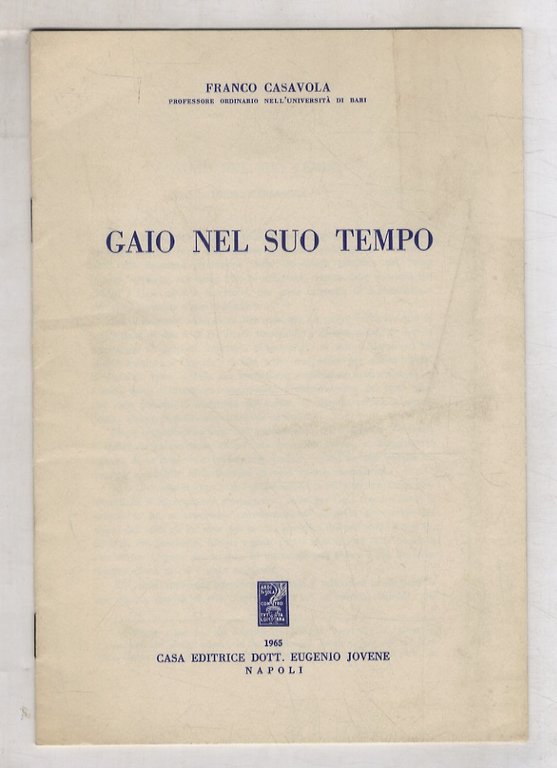 FRANCO CASAVOLA
PROFESSORE ORDINARIO NELL'UNIVERSITÀ DI BARI
GAIO NEL SUO TEMPO
1965
CASA EDITRICE DOTT. EUGENIO JOVENE
NAPOLI